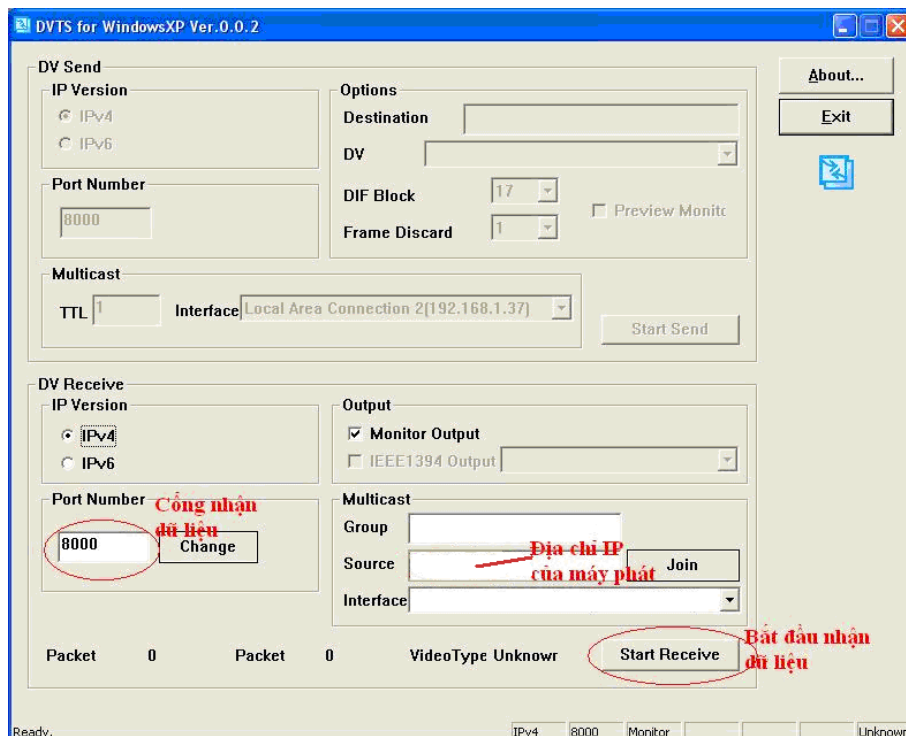 DVTS for WindowsXP Ver.0.0.2
DV Send
IP Version
IPv4
IPv6
Port Number
8000
Options
Destination
DV
DIF Block 17
Frame Discard 1
Preview Monitc
Multicast
TTL 1 Interface Local Area Connection 2(192.168.1.37)
Start Send
About...
Exit
DV Receive
IP Version
IPv4
IPv6
Output
Monitor Output
IEEE1394 Output
Port Number
Cổng nhận
dữ liệu
8000 Change
Multicast
Group
Source
Địa chỉ IP
của máy phát
Join
Interface
Packet 0 Packet 0 VideoType Unknowr
Start Receive
Bắt đầu nhận
dữ liệu
Ready. IPv4 8000 Monitor Unknown